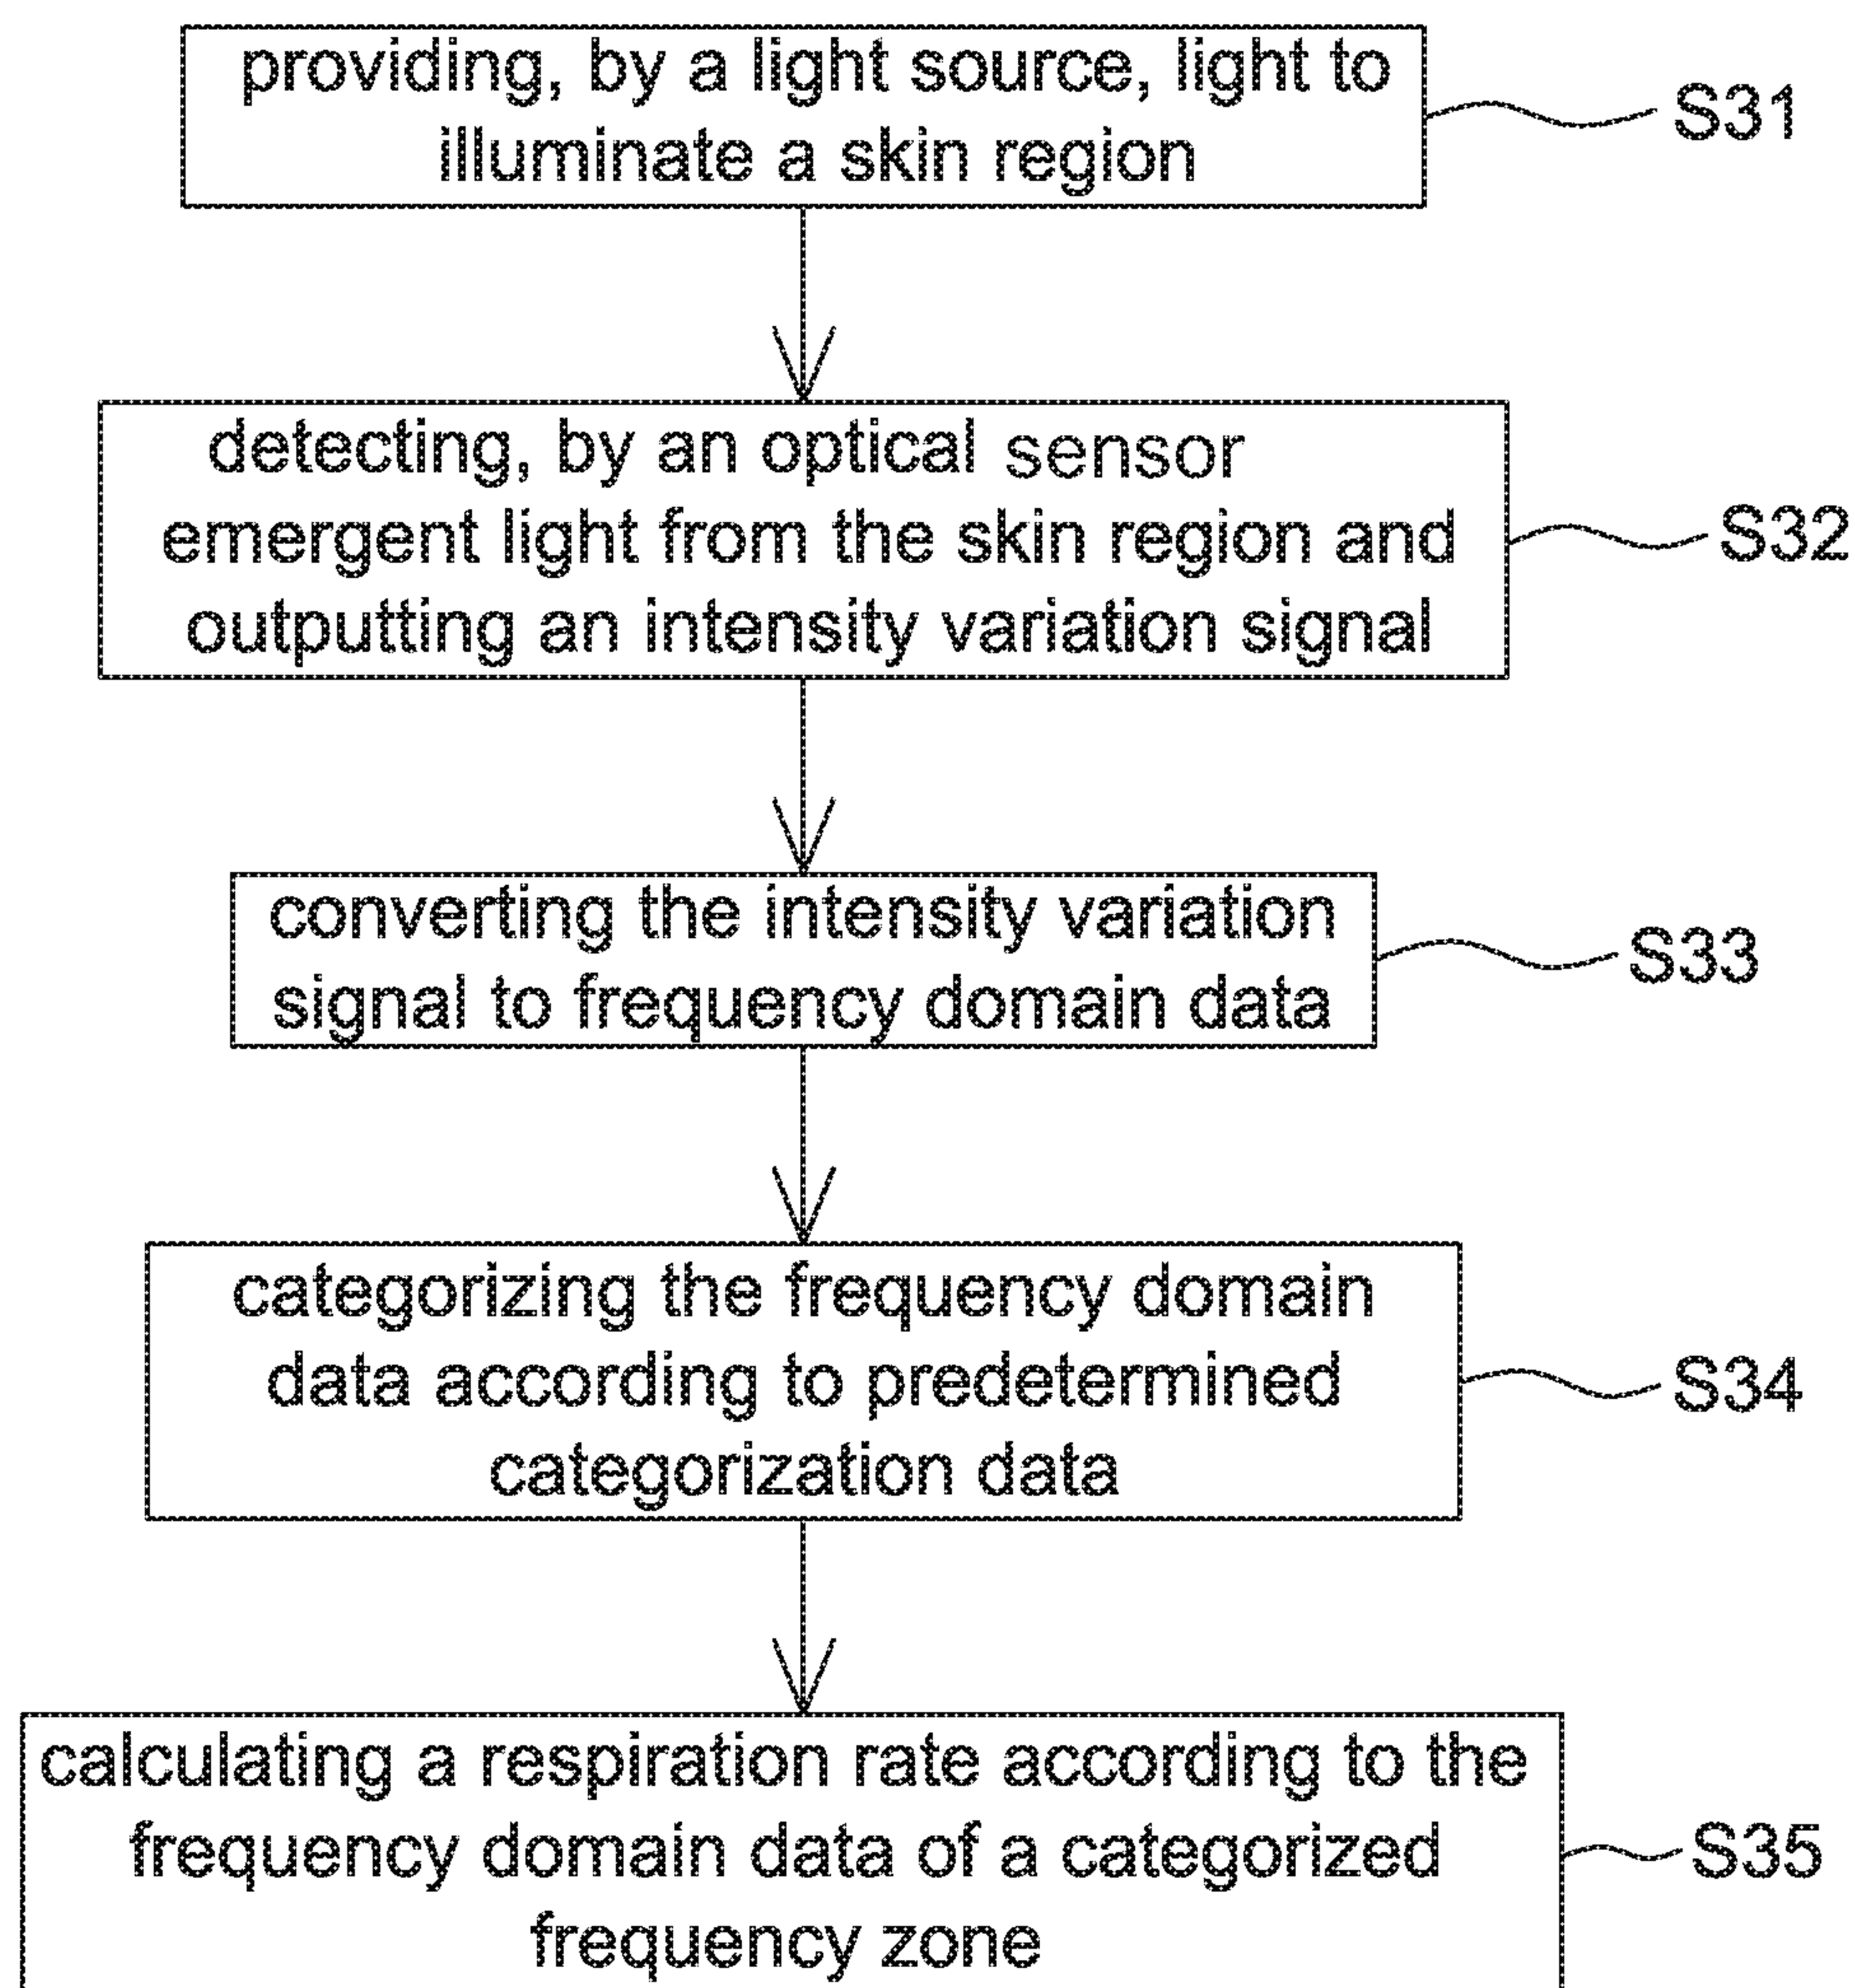 providing, by a light source, light to
illuminate a skin region
S31
detecting, by an optical sensor
emergent light from the skin region and
outputting an intensity variation signal
S32
converting the intensity variation
signal to frequency domain data
S33
categorizing the frequency domain
data according to predetermined
categorization data
S34
calculating a respiration rate according to the
frequency domain data of a categorized
frequency zone
S35